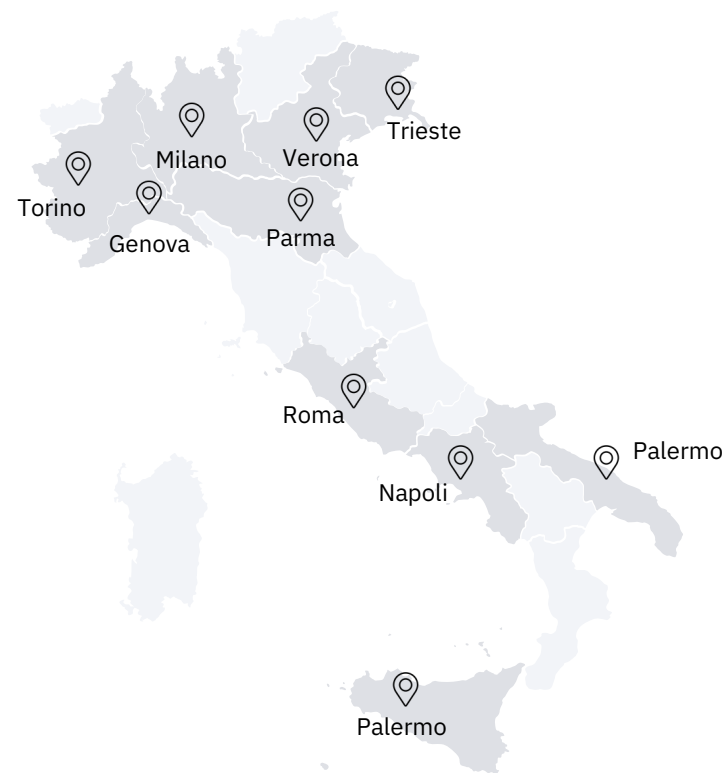 Trieste
Milano
Verona
Torino
Genova
Parma
Roma
Palermo
Napoli
Palermo